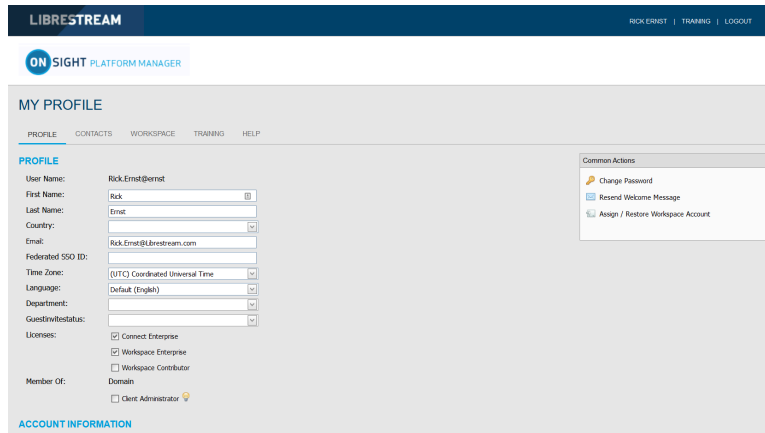 LIBRESTREAM
RICK ERNST | TRAINING | LOGOUT
ON SIGHT PLATFORM MANAGER
MY PROFILE
PROFILE CONTACTS WORKSPACE TRAINING HELP
PROFILE
User Name: Rick.Ernst@ernst
First Name: Rick
Last Name: Ernst
Country:
Email: Rick.Ernst@Librestream.com
Federated SSO ID:
Time Zone: (UTC) Coordinated Universal Time
Language: Default (English)
Department:
Guestinvitestatus:
Licenses: Connect Enterprise
Workspace Enterprise
Workspace Contributor
Member Of: Domain
Client Administrator
ACCOUNT INFORMATION
Common Actions
Change Password
Resend Welcome Message
Assign / Restore Workspace Account